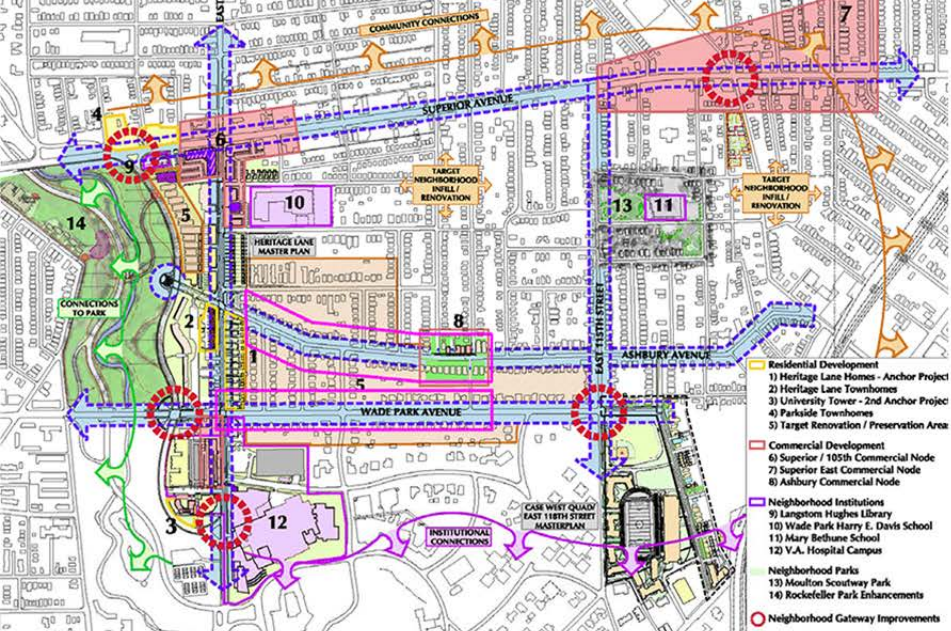 EAST
7
COMMUNITY CONNECTIONS
SUPERIOR AVENUE
4
6
9
TARGET
NEIGHBORHOOD
INFILL /
RENOVATION
TARGET
NEIGHBORHOOD
INFILL /
RENOVATION
5
10
13
11
14
HERITAGE LANE
MASTER PLAN
CONNECTIONS
TO PARK
2
8
1
EAST 115TH STREET
ASHBURY AVENUE
5
WADE PARK AVENUE
3
12
INSTITUTIONAL
CONNECTIONS
CASE WEST QUAD/
EAST 118TH STREET
MASTERPLAN
Residential Development
1) Heritage Lane Homes - Anchor Project
2) Heritage Lane Townhomes
3) University Tower - 2nd Anchor Project
4) Parkside Townhomes
5) Target Renovation / Preservation Area
Commercial Development
6) Superior / 105th Commercial Node
7) Superior East Commercial Node
8) Ashbury Commercial Node
Neighborhood Institutions
9) Langston Hughes Library
10) Wade Park Harry E. Davis School
11) Mary Bethune School
12) V.A. Hospital Campus
Neighborhood Parks
13) Moulton Scoutway Park
14) Rockefeller Park Enhancements
Neighborhood Gateway Improvements